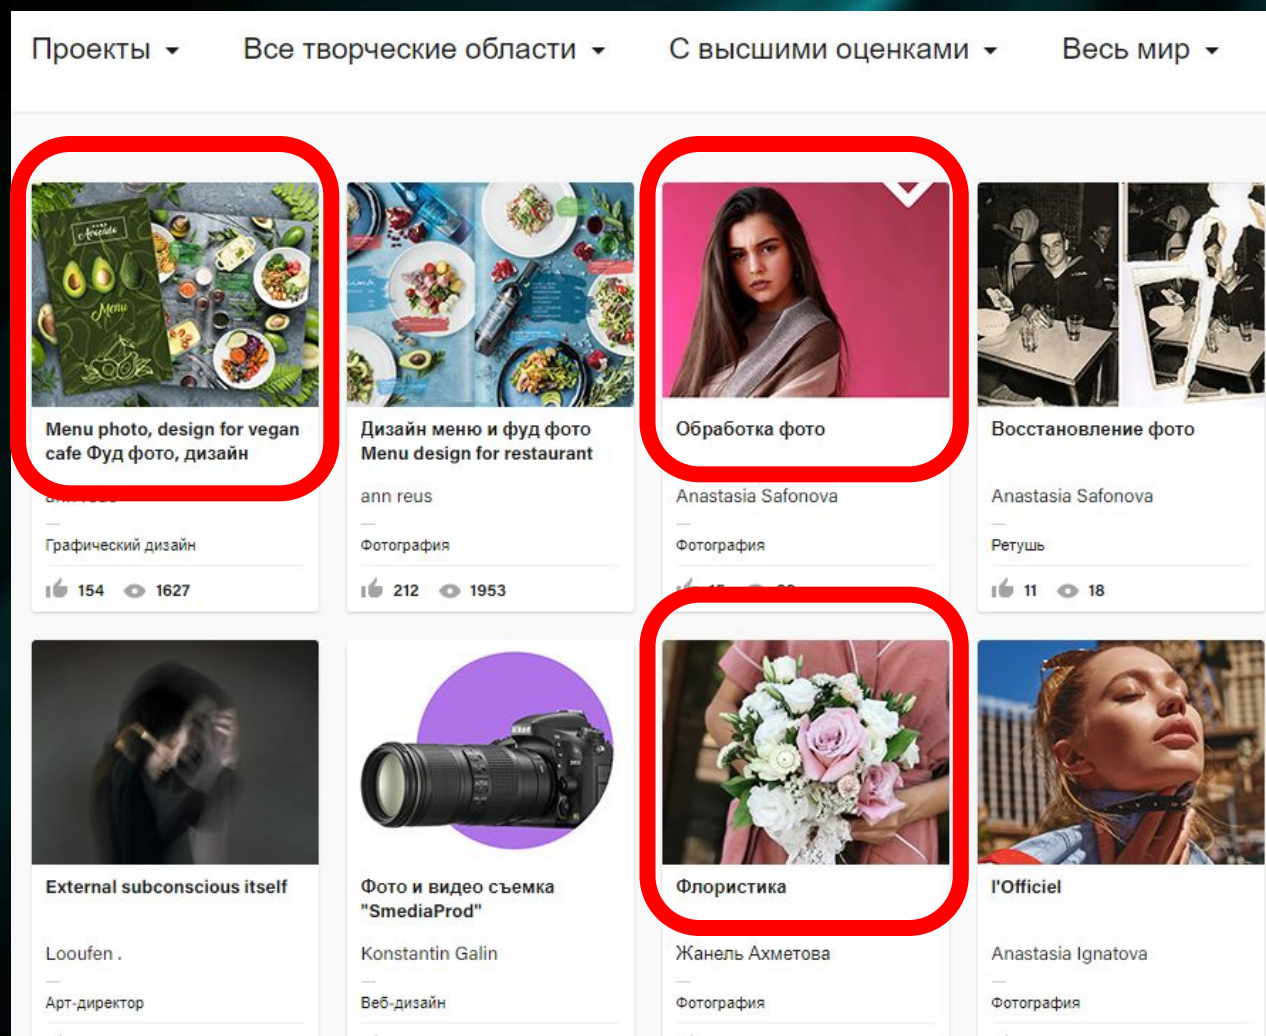 Проекты
Все творческие области
С высшими оценками
Весь мир
Avocado
Menu
Menu photo, design for vegan
cafe Фуд фото, дизайн
Графический дизайн
154 1627
Дизайн меню и фуд фото
Menu design for restaurant
ann reus
Фотография
212 1953
Обработка фото
Anastasia Safonova
Фотография
Восстановление фото
Anastasia Safonova
Ретушь
11 18
External subconscious itself
Looufen .
Арт-директор
Nikon
Фото и видео съемка
"SmediaProd"
Konstantin Galin
Веб-дизайн
Флористика
Жанель Ахметова
Фотография
l'Officiel
Anastasia Ignatova
Фотография